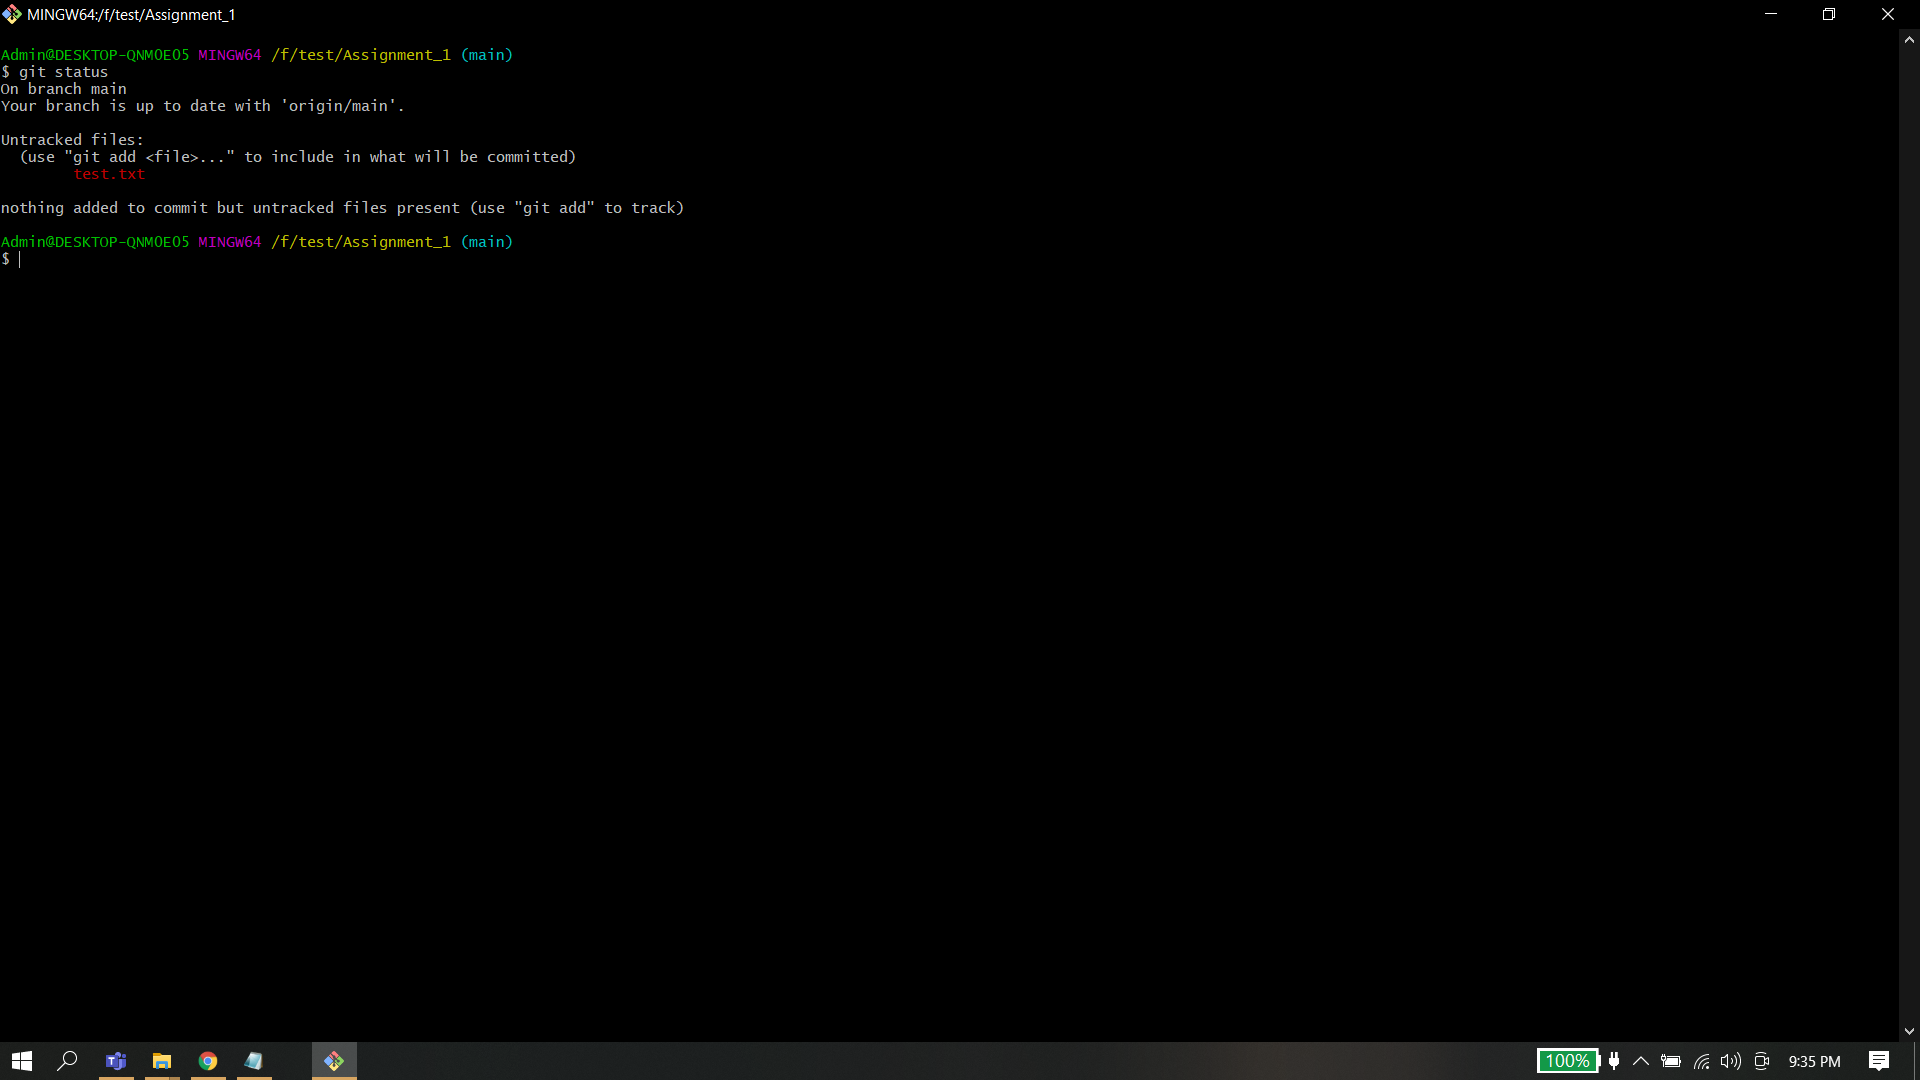 MINGW64:/f/test/Assignment_1
Admin@DESKTOP-QNMOE05 MINGW64 /f/test/Assignment_1 (main)
$ git status
On branch main
Your branch is up to date with 'origin/main'.
Untracked files:
  (use "git add <file>..." to include in what will be committed)
        test.txt
nothing added to commit but untracked files present (use "git add" to track)
Admin@DESKTOP-QNMOE05 MINGW64 /f/test/Assignment_1 (main)
$
100% 9:35 PM